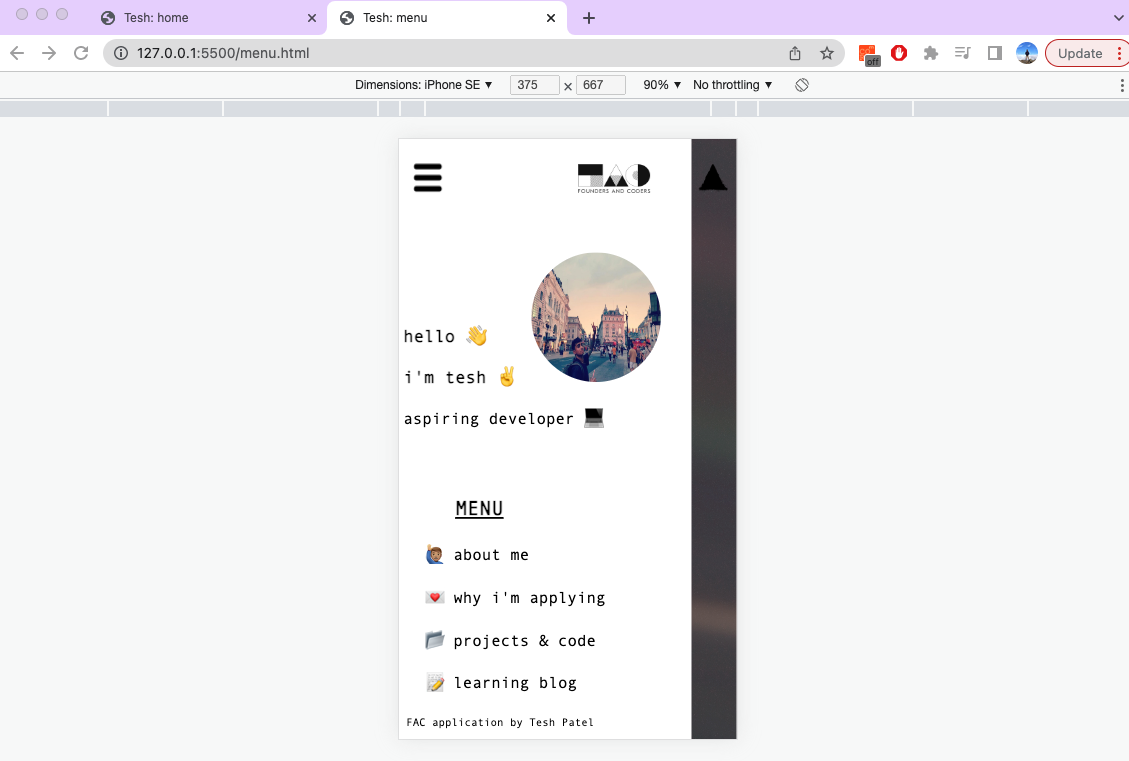 Tesh: home
Tesh: menu
127.0.0.1:5500/menu.html
off
Update
Dimensions: iPhone SE ▼ 375 × 667 90% ▼ No throttling ▼
FOUNDERS AND CODERS
hello 👋
i'm tesh ✌
aspiring developer 💻
MENU
🙋🏽‍♂️ about me
💌 why i'm applying
📂 projects & code
📝 learning blog
FAC application by Tesh Patel